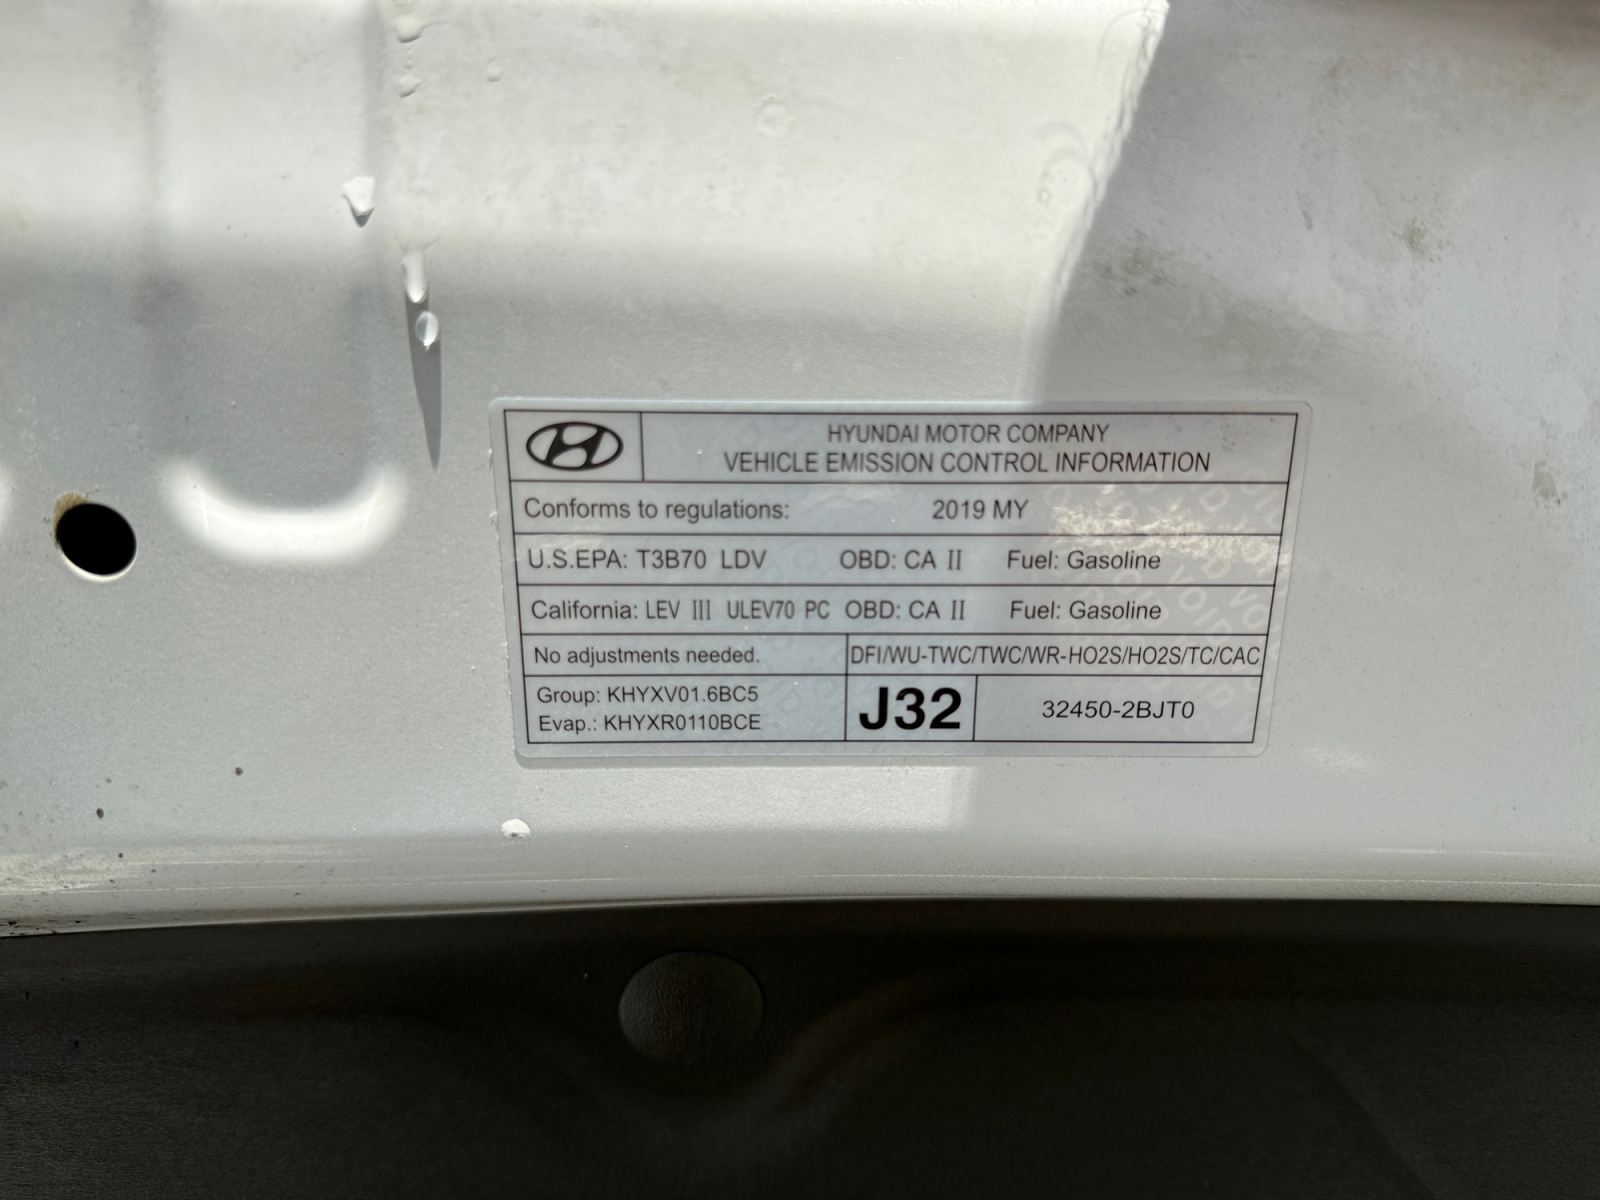 HYUNDAI MOTOR COMPANY
VEHICLE EMISSION CONTROL INFORMATION
Conforms to regulations: 2019 MY
U.S.EPA: T3B70 LDV OBD: CA II Fuel: Gasoline
California: LEV III ULEV70 PC OBD: CA II Fuel: Gasoline
No adjustments needed. DFI/WU-TWC/TWC/WR-HO2S/HO2S/TC/CAC
Group: KHYXV01.6BC5
Evap.: KHYXR0110BCE
J32
32450-2BJT0